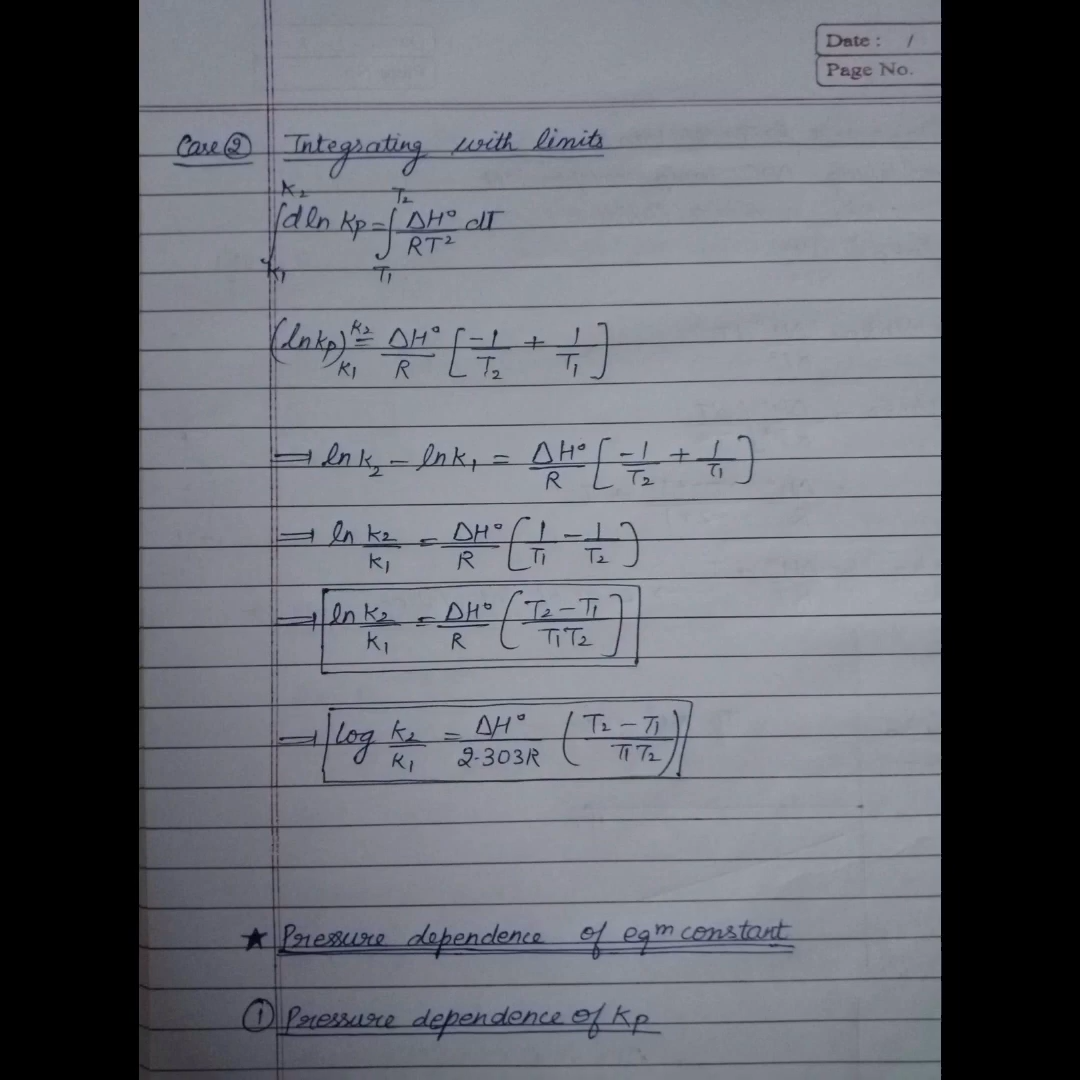 Date : /
Page No.
Case ② Integrating with limits
∫_{K₁}^{K₂} d ln Kp = ∫_{T₁}^{T₂} ΔH°/RT² dT
(ln Kp)_{K₁}^{K₂} = ΔH°/R [-1/T₂ + 1/T₁]
⇒ ln K₂ - ln K₁ = ΔH°/R [-1/T₂ + 1/T₁]
⇒ ln K₂/K₁ = ΔH°/R [1/T₁ - 1/T₂]
⇒ ln K₂/K₁ = ΔH°/R (T₂ - T₁/T₁T₂)
⇒ log K₂/K₁ = ΔH°/2.303R (T₂ - T₁/T₁T₂)
★ Pressure dependence of eqm constant
① Pressure dependence of Kp